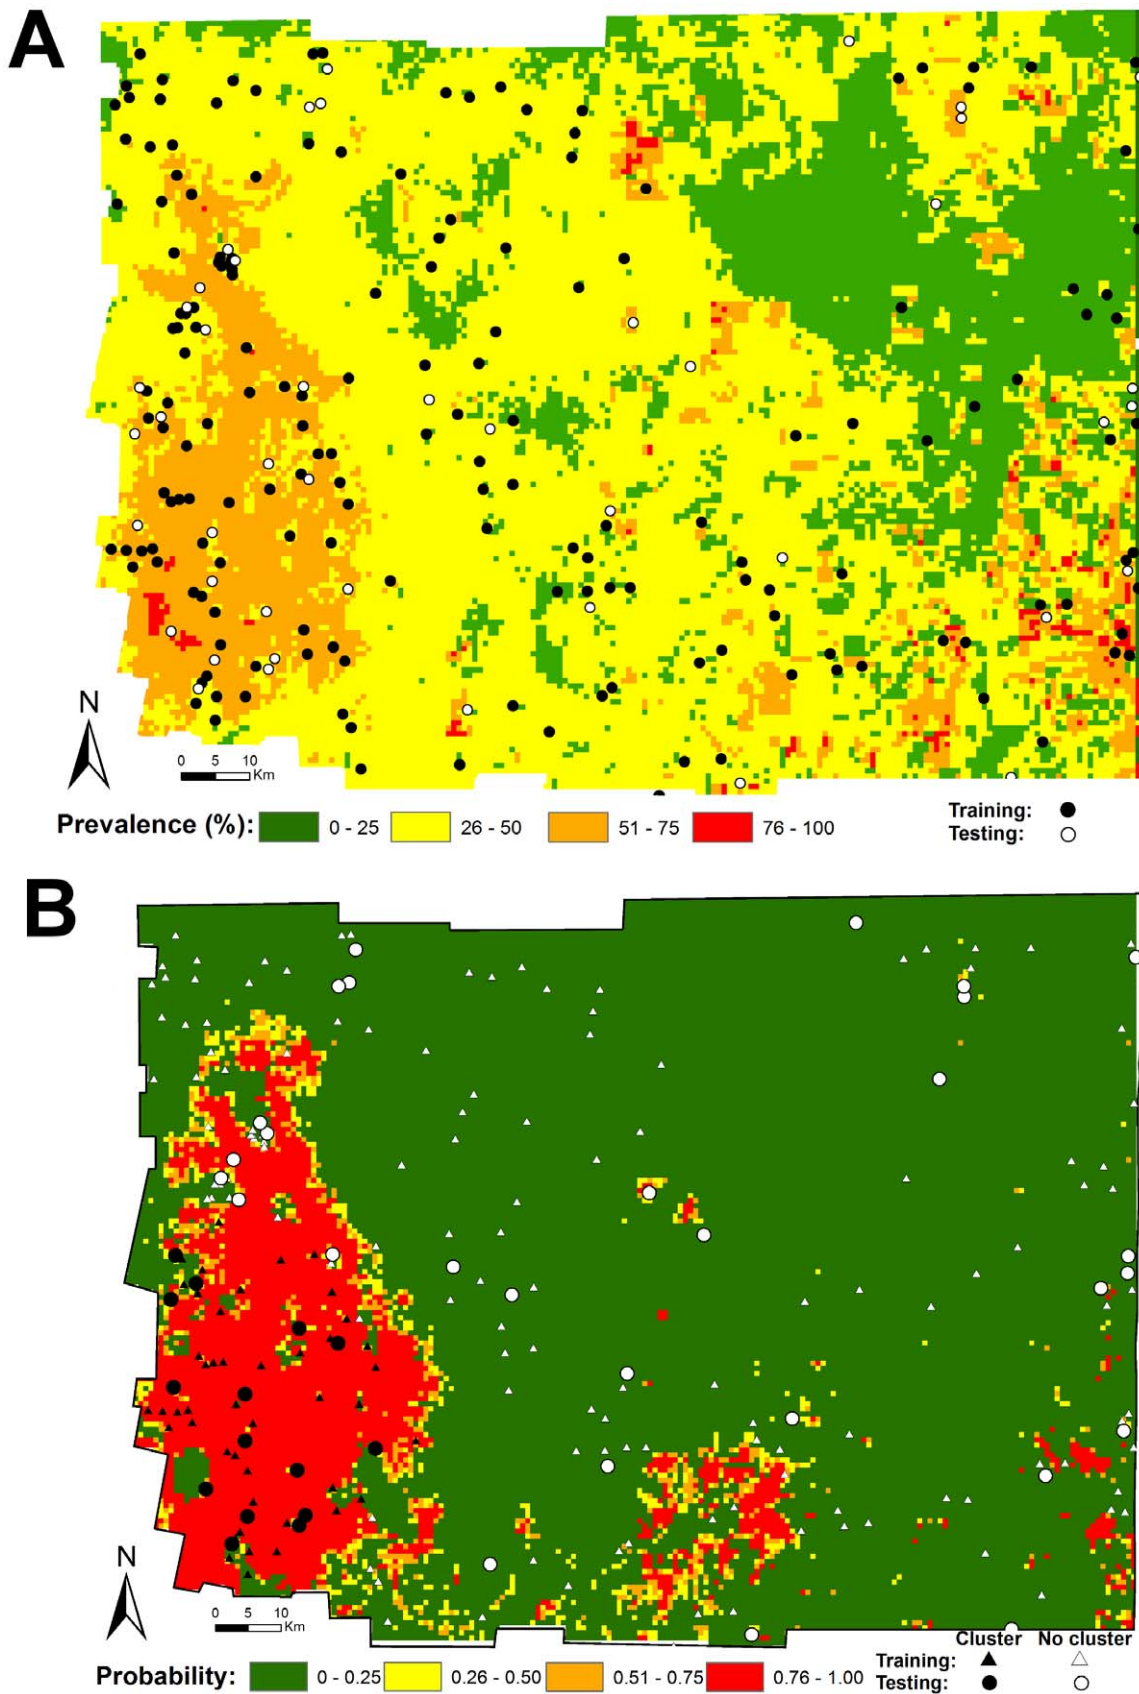 A
N
0 5 10
Km
Prevalence (%): 0 - 25 26 - 50 51 - 75 76 - 100
Training:
Testing:
B
N
0 5 10
Km
Cluster No cluster
Probability: 0 - 0.25 0.26 - 0.50 0.51 - 0.75 0.76 - 1.00
Training:
Testing: